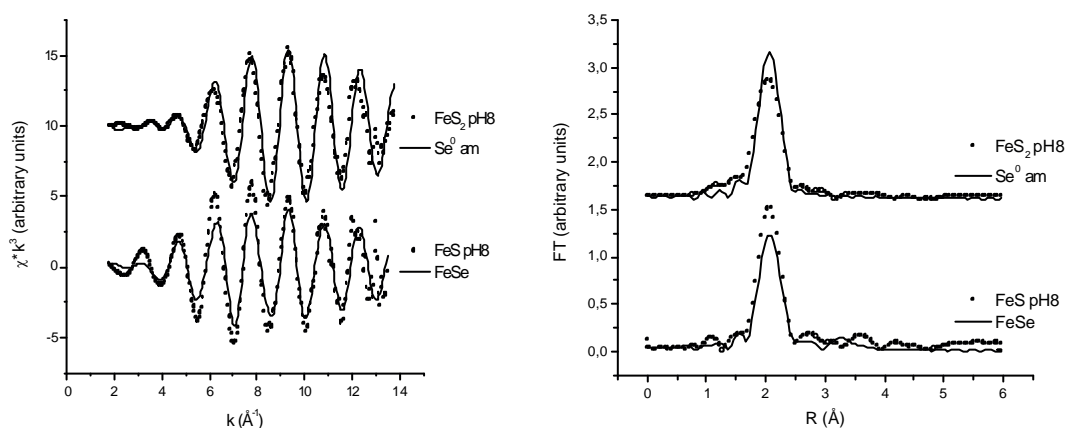 15
10
5
0
-5
χ*k³ (arbitrary units)
0 2 4 6 8 10 12 14
k (Å⁻¹)
FeS₂ pH8
Se⁰ am
FeS pH8
FeSe
3,5
3,0
2,5
2,0
1,5
1,0
0,5
0,0
FT (arbitrary units)
0 1 2 3 4 5 6
R (Å)
FeS₂ pH8
Se⁰ am
FeS pH8
FeSe